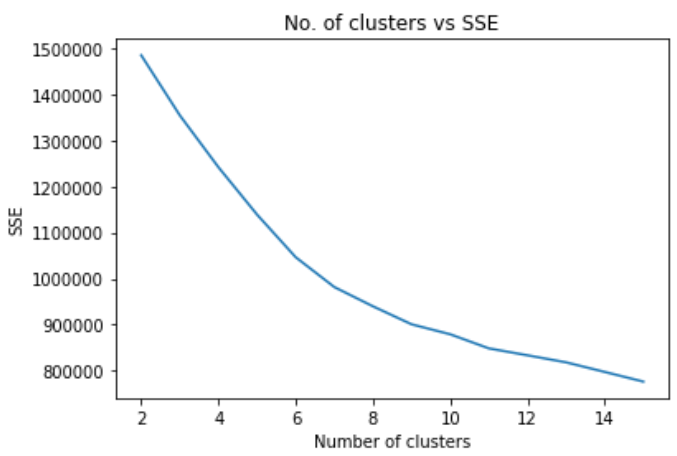 No. of clusters vs SSE
1500000
1400000
1300000
1200000
1100000
1000000
900000
800000
SSE
2 4 6 8 10 12 14
Number of clusters